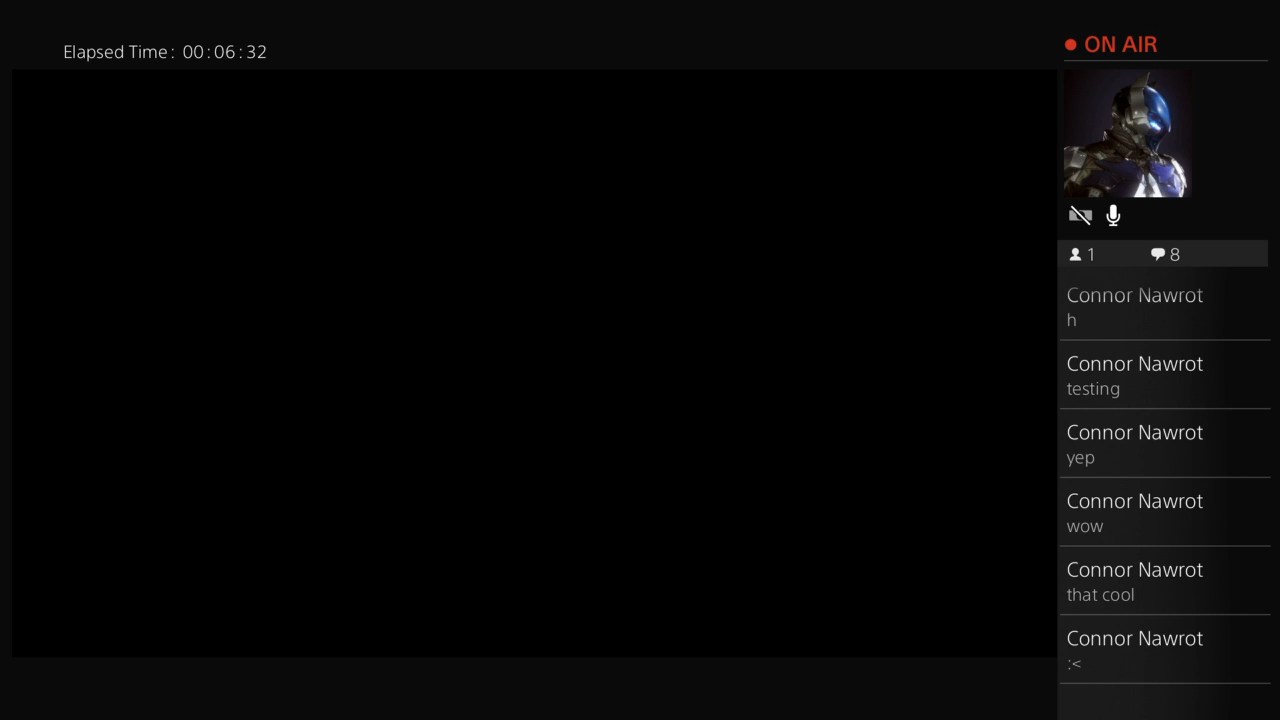 Elapsed Time: 00:06:32
ON AIR
1 8
Connor Nawrot
h
Connor Nawrot
testing
Connor Nawrot
yep
Connor Nawrot
wow
Connor Nawrot
that cool
Connor Nawrot
:<